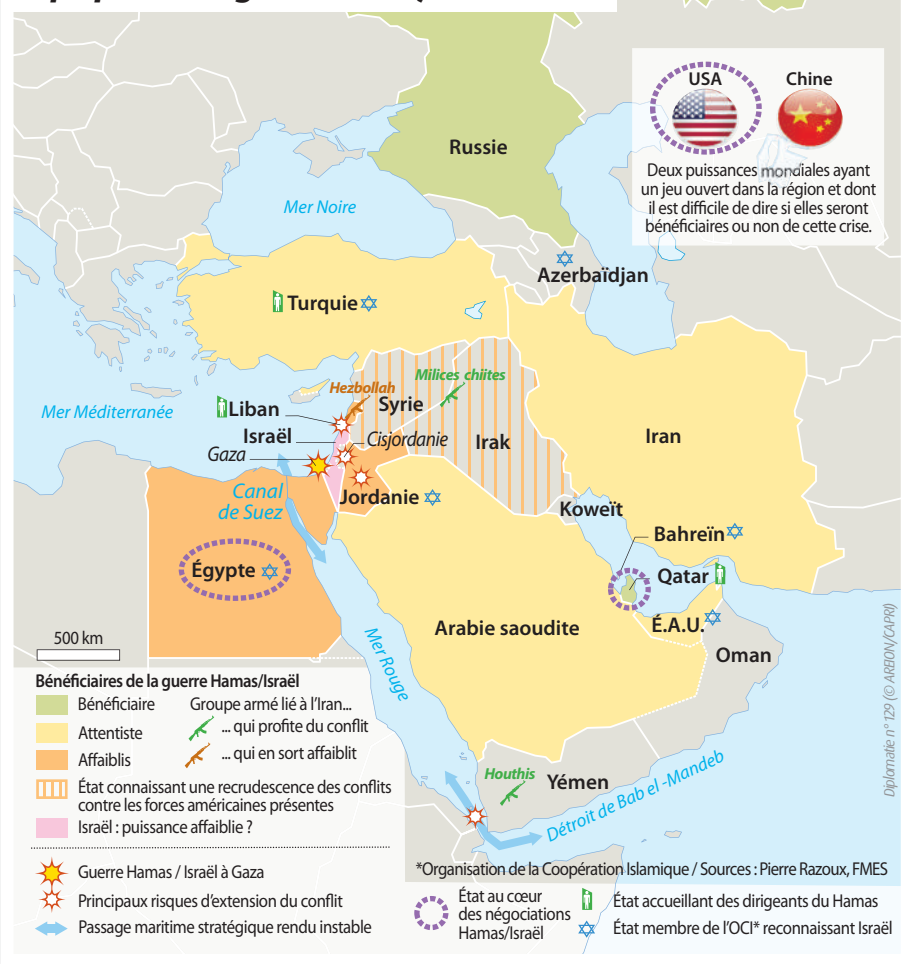 USA
Chine
Deux puissances mondiales ayant
un jeu ouvert dans la région et dont
il est difficile de dire si elles seront
bénéficiaires ou non de cette crise.
Russie
Mer Noire
Azerbaïdjan
Turquie
Milices chiites
Hezbollah
Mer Méditerranée
Liban
Syrie
Israël
Cisjordanie
Irak
Iran
Gaza
Canal
de Suez
Jordanie
Koweït
Bahreïn
Égypte
Qatar
Arabie saoudite
É.A.U.
Oman
500 km
Mer Rouge
Houthis
Yémen
Détroit de Bab el -Mandeb
Diplomatie n° 129 (© ARBON/CAPRI)
Bénéficiaires de la guerre Hamas/Israël
Bénéficiaire
Attentiste
Affaiblis
Groupe armé lié à l’Iran...
... qui profite du conflit
... qui en sort affaiblit
État connaissant une recrudescence des conflits
contre les forces américaines présentes
Israël : puissance affaiblie ?
Guerre Hamas / Israël à Gaza
Principaux risques d’extension du conflit
Passage maritime stratégique rendu instable
*Organisation de la Coopération Islamique / Sources : Pierre Razoux, FMES
État au cœur
des négociations
Hamas/Israël
État accueillant des dirigeants du Hamas
État membre de l’OCI* reconnaissant Israël